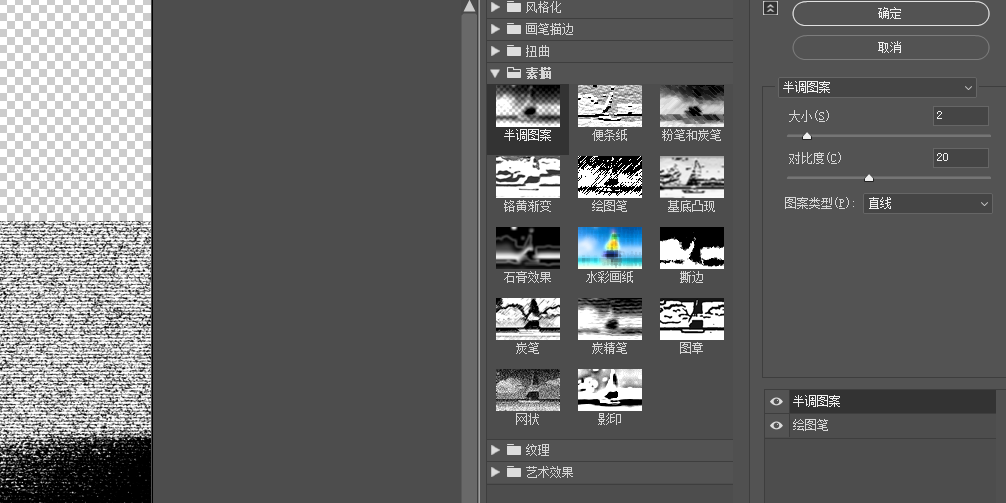 风格化
画笔描边
扭曲
素描
半调图案
便条纸
粉笔和炭笔
铬黄渐变
绘图笔
基底凸现
石膏效果
水彩画纸
撕边
炭笔
炭精笔
图章
网状
影印
纹理
艺术效果
确定
取消
半调图案
大小(S)
2
对比度(C)
20
图案类型(P):
直线
半调图案
绘图笔